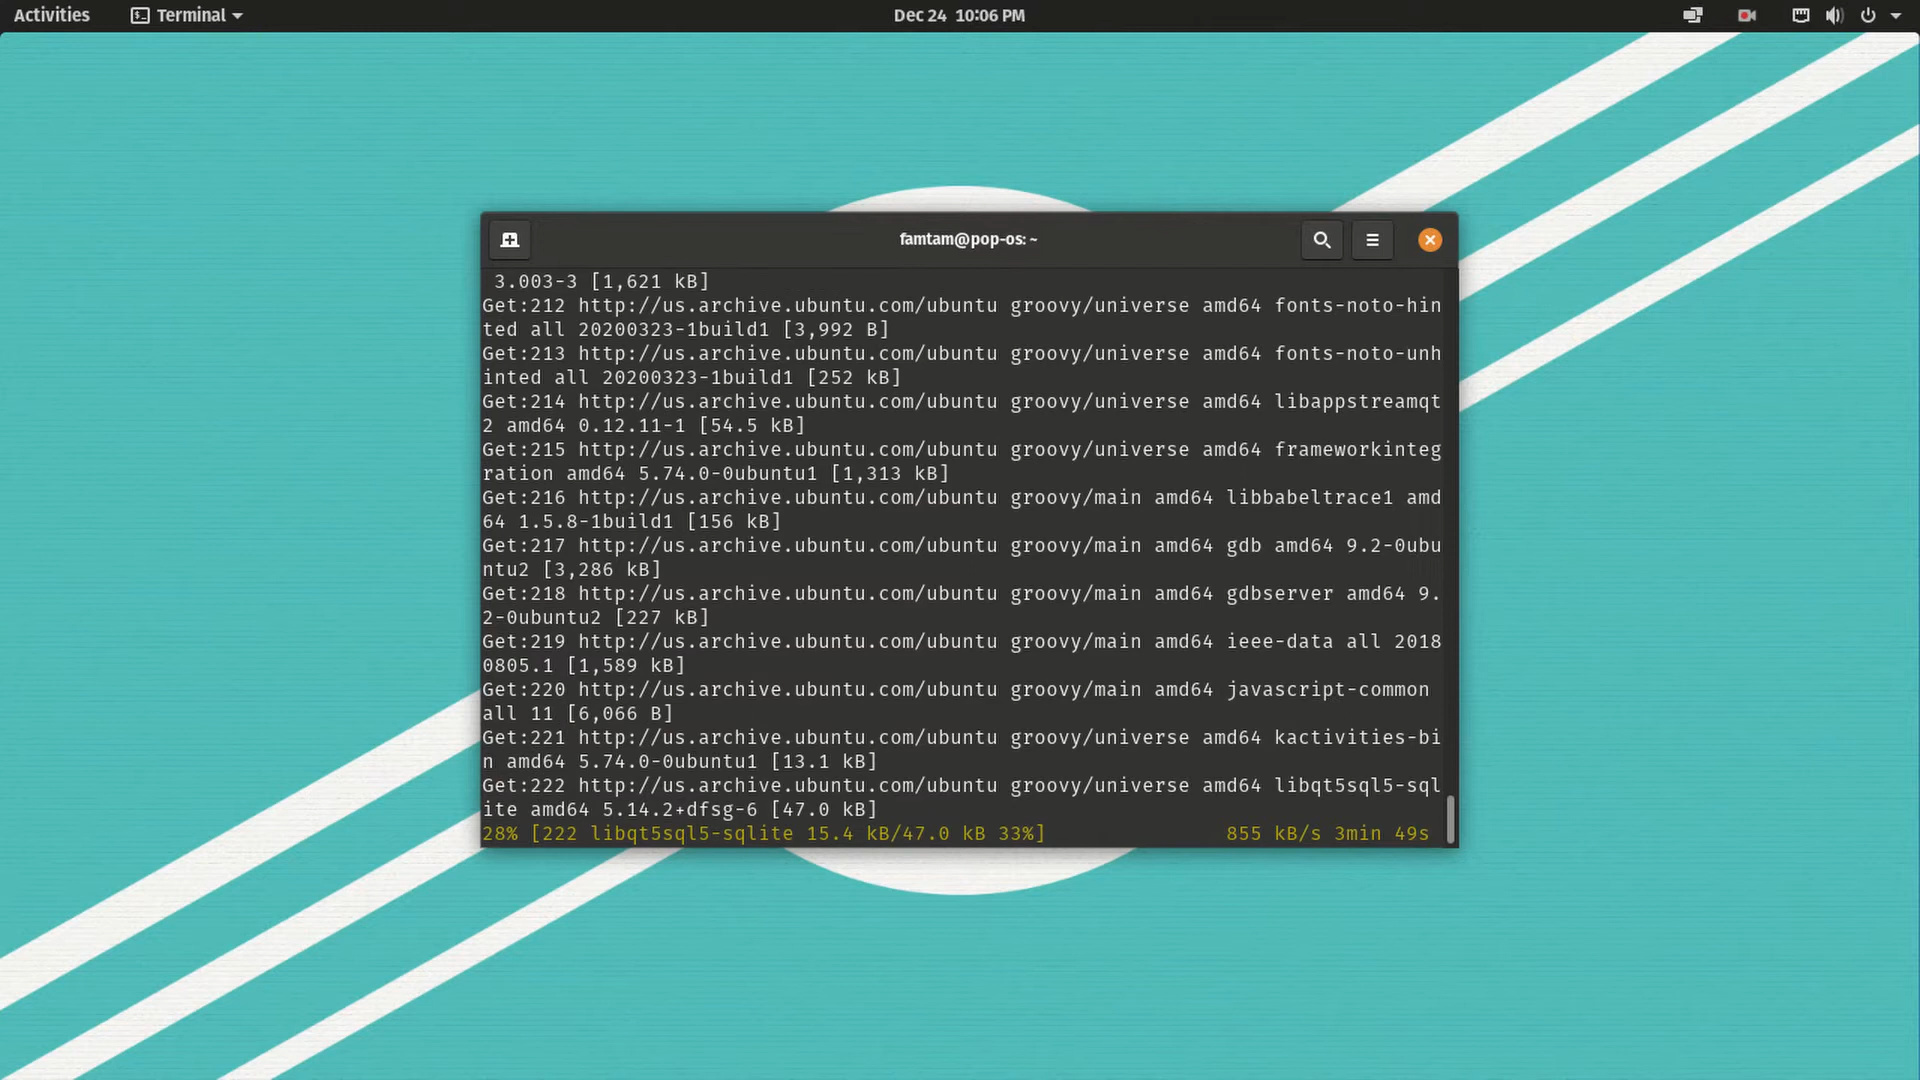 Activities Terminal Dec 24 10:06 PM
famtam@pop-os: ~
3.003-3 [1,621 kB]
Get:212 http://us.archive.ubuntu.com/ubuntu groovy/universe amd64 fonts-noto-hin
ted all 20200323-1build1 [3,992 B]
Get:213 http://us.archive.ubuntu.com/ubuntu groovy/universe amd64 fonts-noto-unh
inted all 20200323-1build1 [252 kB]
Get:214 http://us.archive.ubuntu.com/ubuntu groovy/universe amd64 libappstreamqt
2 amd64 0.12.11-1 [54.5 kB]
Get:215 http://us.archive.ubuntu.com/ubuntu groovy/universe amd64 frameworkinteg
ration amd64 5.74.0-0ubuntu1 [1,313 kB]
Get:216 http://us.archive.ubuntu.com/ubuntu groovy/main amd64 libbabeltrace1 amd
64 1.5.8-1build1 [156 kB]
Get:217 http://us.archive.ubuntu.com/ubuntu groovy/main amd64 gdb amd64 9.2-0ubu
ntu2 [3,286 kB]
Get:218 http://us.archive.ubuntu.com/ubuntu groovy/main amd64 gdbserver amd64 9.
2-0ubuntu2 [227 kB]
Get:219 http://us.archive.ubuntu.com/ubuntu groovy/main amd64 ieee-data all 2018
0805.1 [1,589 kB]
Get:220 http://us.archive.ubuntu.com/ubuntu groovy/main amd64 javascript-common
all 11 [6,066 B]
Get:221 http://us.archive.ubuntu.com/ubuntu groovy/universe amd64 kactivities-bi
n amd64 5.74.0-0ubuntu1 [13.1 kB]
Get:222 http://us.archive.ubuntu.com/ubuntu groovy/universe amd64 libqt5sql5-sql
ite amd64 5.14.2+dfsg-6 [47.0 kB]
28% [222 libqt5sql5-sqlite 15.4 kB/47.0 kB 33%] 855 kB/s 3min 49s